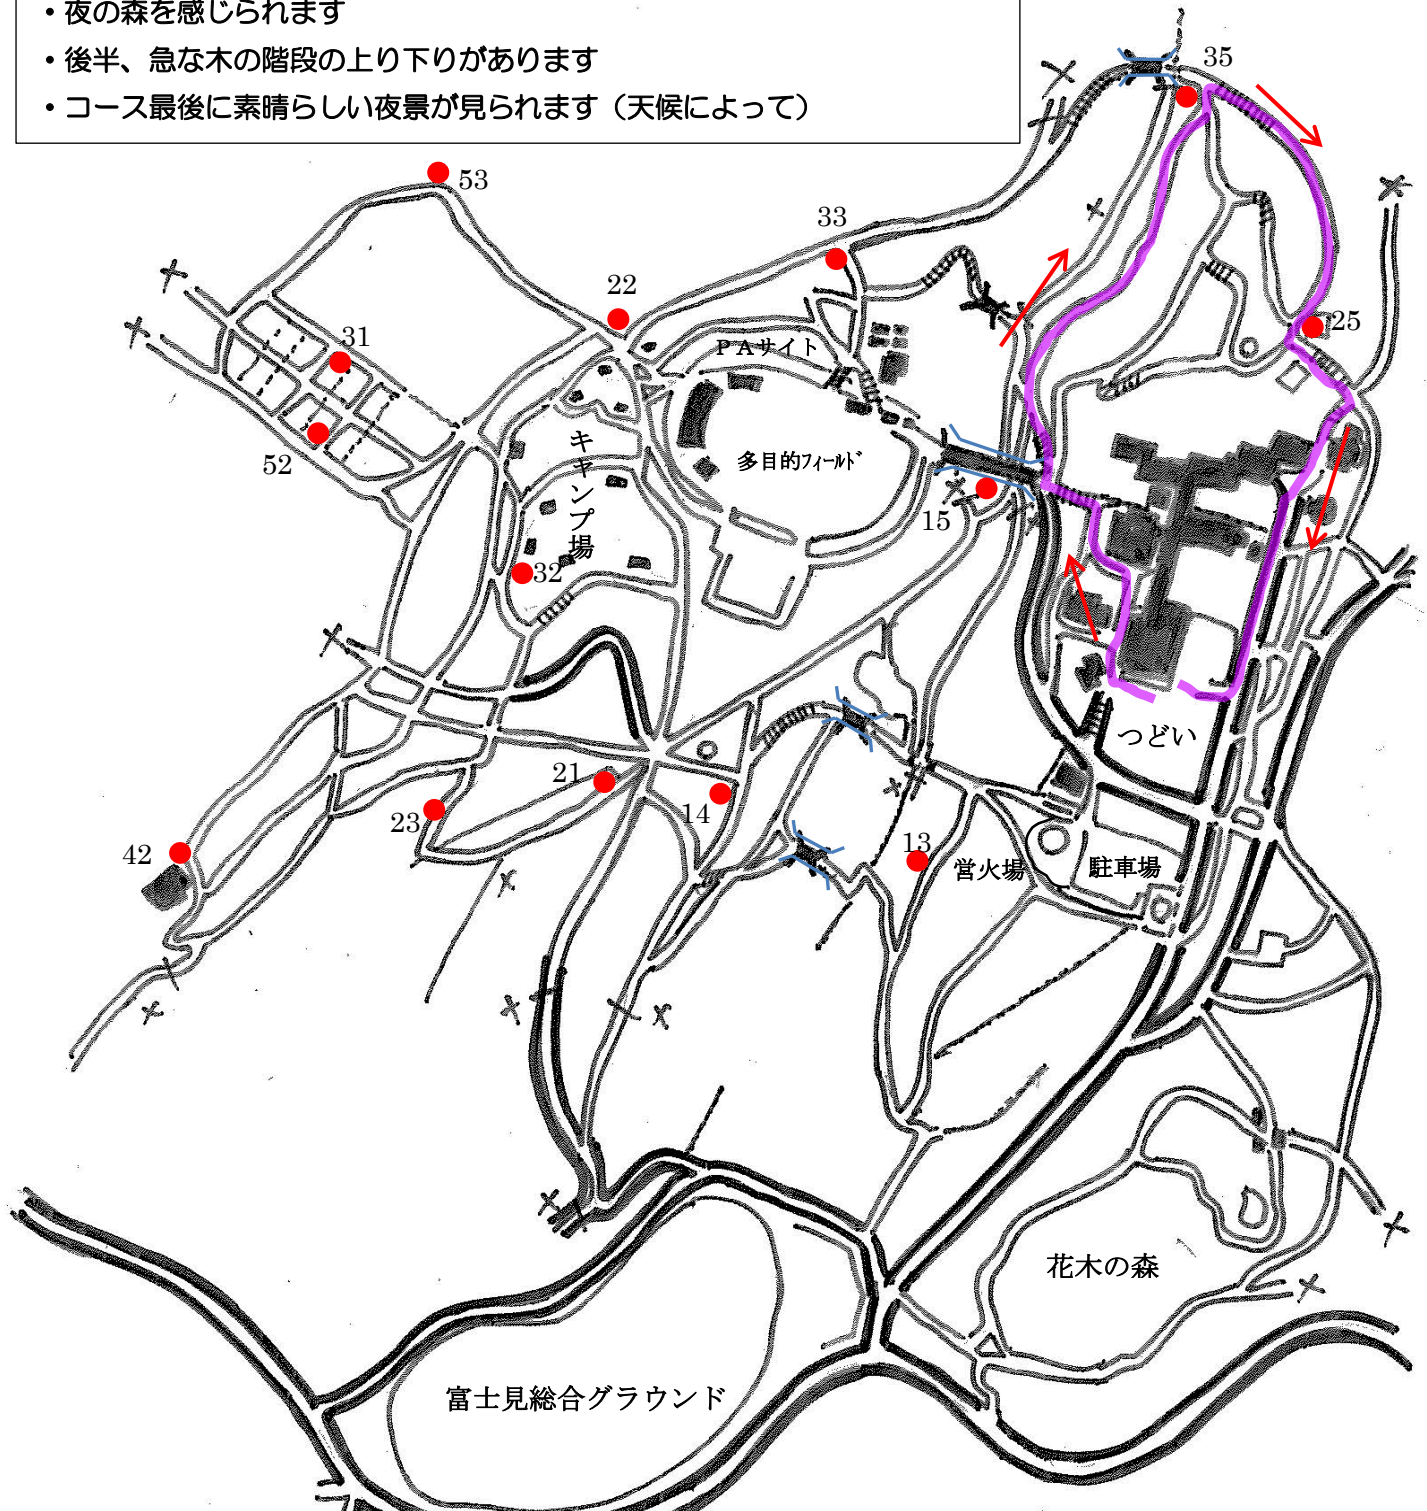 ・夜の森を感じられます
・後半、急な木の階段の上り下りがあります
・コース最後に素晴らしい夜景が見られます（天候によって）
35
53
33
22
25
31
PAサイト
52
キャンプ場
多目的フィールド
15
32
つどい
21
14
23
42
13
営火場
駐車場
花木の森
富士見総合グラウンド